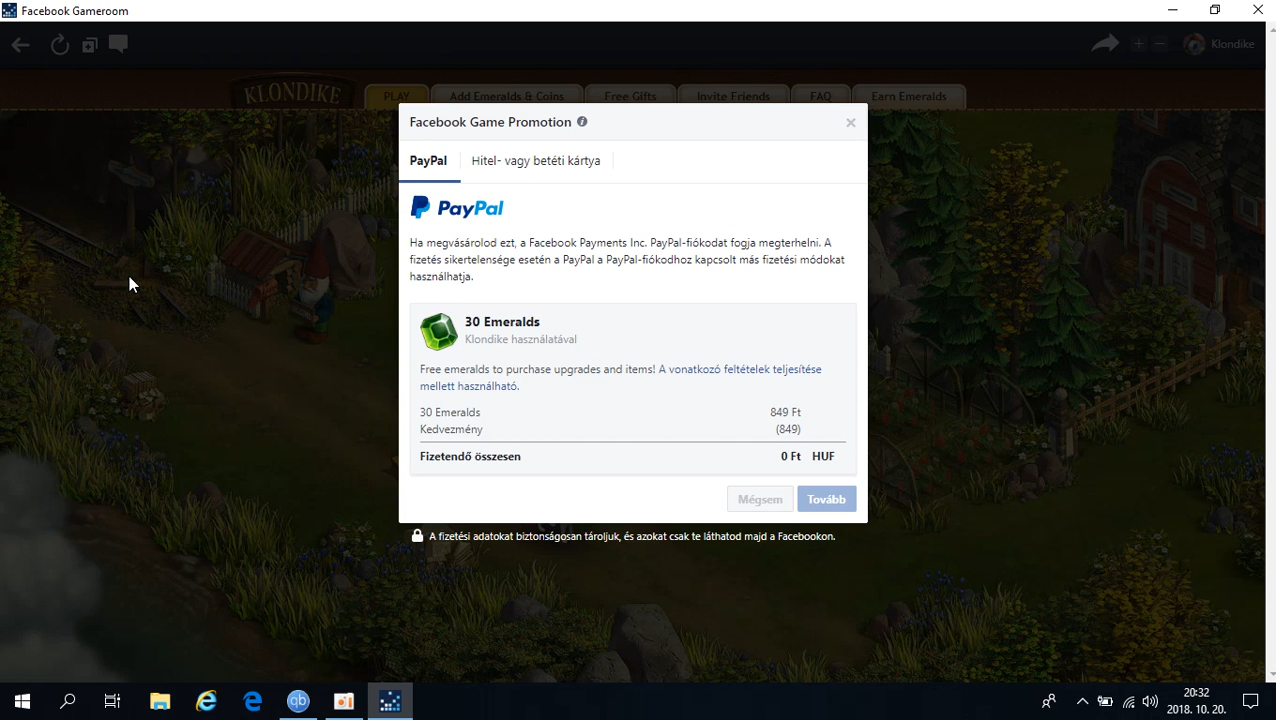 Facebook Gameroom
Klondike
KLONDIKE
PLAY
Add Emeralds & Coins
Free Gifts
Invite Friends
FAQ
Earn Emeralds
Facebook Game Promotion
PayPal
Hitel- vagy betéti kártya
PayPal
Ha megvásárolod ezt, a Facebook Payments Inc. PayPal-fiókodat fogja megterhelni. A
fizetés sikertelensége esetén a PayPal a PayPal-fiókodhoz kapcsolt más fizetési módokat
használhatja.
30 Emeralds
Klondike használatával
Free emeralds to purchase upgrades and items! A vonatkozó feltételek teljesítése
mellett használható.
30 Emeralds 849 Ft
Kedvezmény (849)
Fizetendő összesen 0 Ft HUF
Mégsem
Tovább
A fizetési adatokat biztonságosan tároljuk, és azokat csak te láthatod majd a Facebookon.
qb
20:32
2018. 10. 20.